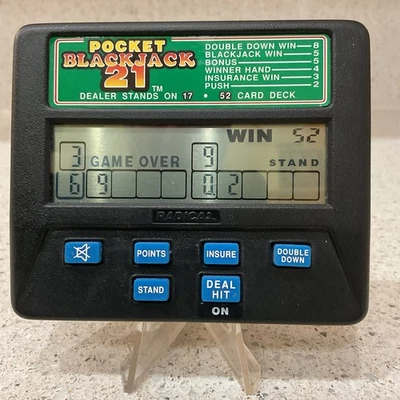 POCKET
BLACKJACK
21™
DEALER STANDS ON 17 • 52 CARD DECK
DOUBLE DOWN WIN—8
BLACKJACK WIN—5
BONUS—5
WINNER HAND—4
INSURANCE WIN—3
PUSH—2
WIN 52
3 GAME OVER 9 STAND
6 9 0. 2
RADICA
POINTS INSURE DOUBLE DOWN
STAND DEAL HIT
ON